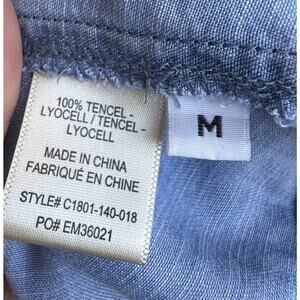 100% TENCEL -
LYOCELL / TENCEL -
LYOCELL
MADE IN CHINA
FABRIQUÉ EN CHINE
STYLE# C1801-140-018
PO# EM36021
M